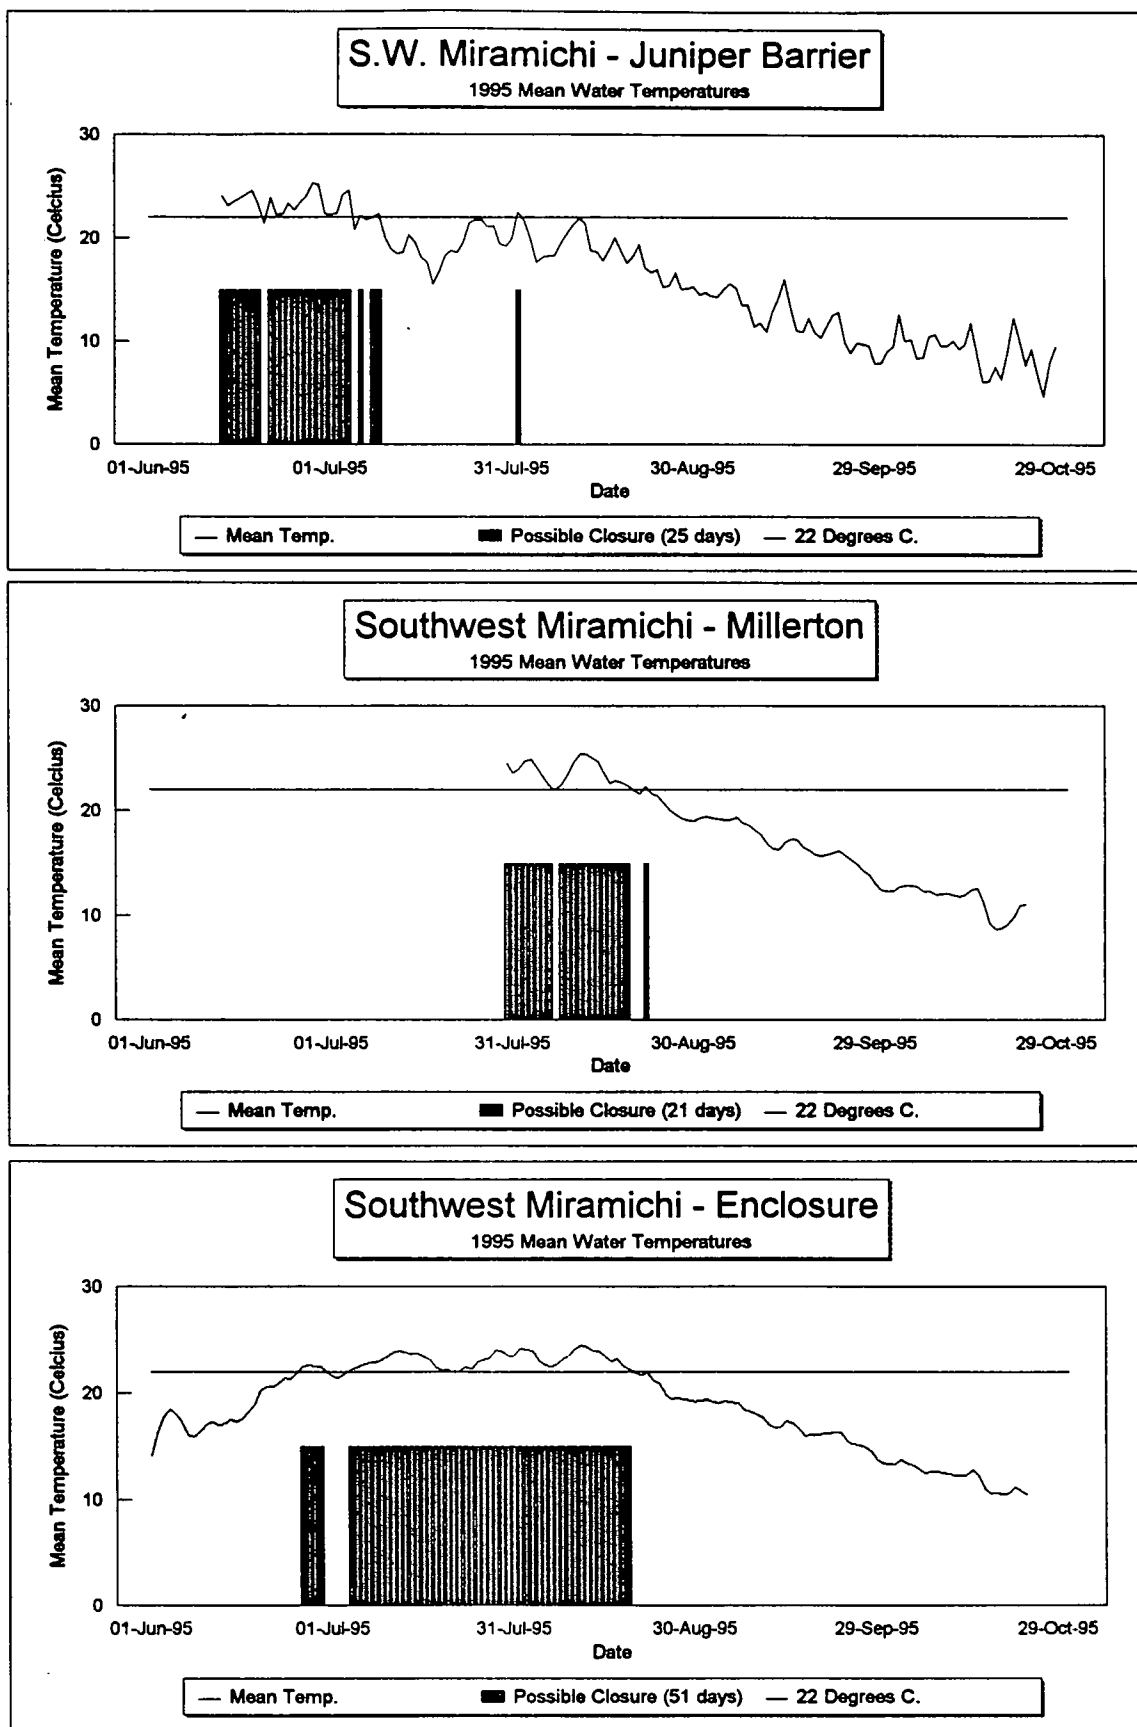 S.W. Miramichi - Juniper Barrier
1995 Mean Water Temperatures
Mean Temperature (Celcius)
30
20
10
0
01-Jun-95 01-Jul-95 31-Jul-95 30-Aug-95 29-Sep-95 29-Oct-95
Date
Mean Temp. Possible Closure (25 days) 22 Degrees C.
Southwest Miramichi - Millerton
1995 Mean Water Temperatures
Mean Temperature (Celcius)
30
20
10
0
01-Jun-95 01-Jul-95 31-Jul-95 30-Aug-95 29-Sep-95 29-Oct-95
Date
Mean Temp. Possible Closure (21 days) 22 Degrees C.
Southwest Miramichi - Enclosure
1995 Mean Water Temperatures
Mean Temperature (Celcius)
30
20
10
0
01-Jun-95 01-Jul-95 31-Jul-95 30-Aug-95 29-Sep-95 29-Oct-95
Date
Mean Temp. Possible Closure (51 days) 22 Degrees C.